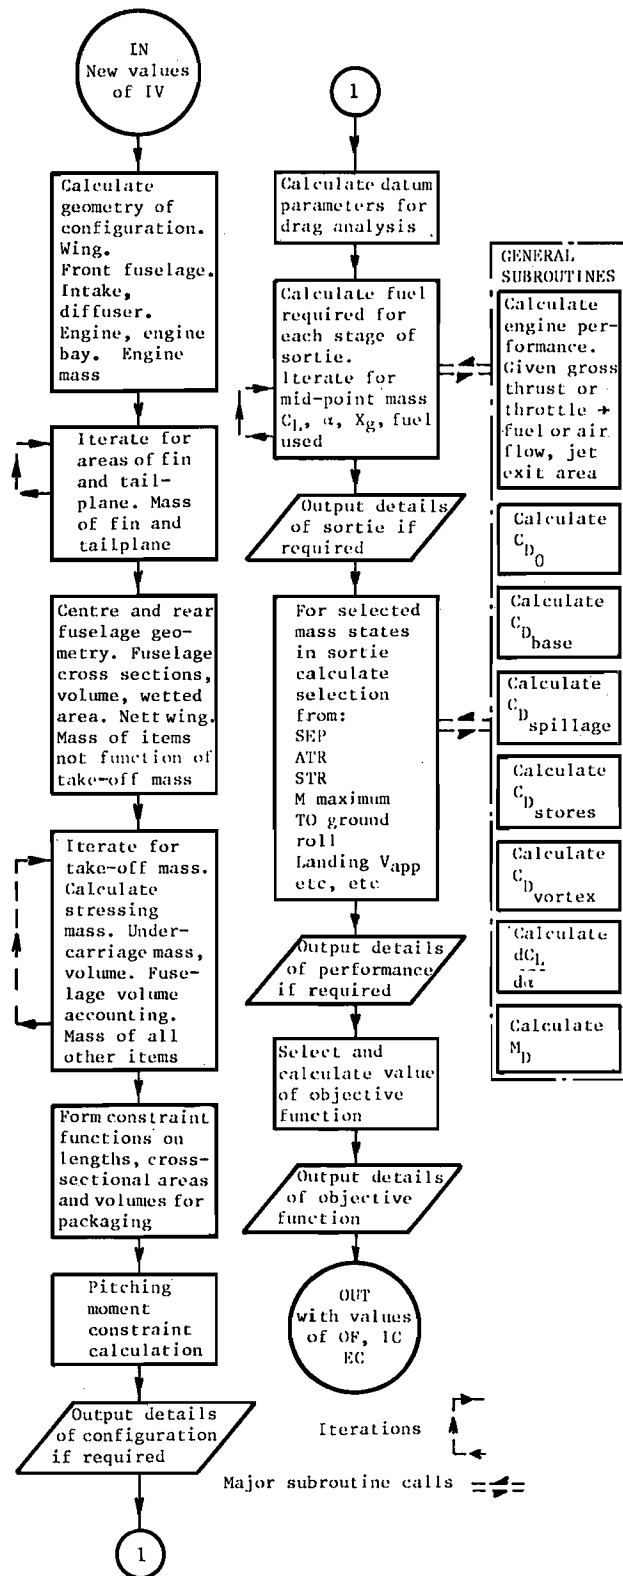 IN
New values
of IV
Calculate
geometry of
configuration.
Wing.
Front fuselage.
Intake,
diffuser.
Engine, engine
bay. Engine
mass
Iterate for
areas of fin
and tail-
plane. Mass
of fin and
tailplane
Centre and rear
fuselage geo-
metry. Fuselage
cross sections,
volume, wetted
area. Nett wing.
Mass of items
not function of
take-off mass
Iterate for
take-off mass.
Calculate
stressing
mass. Under-
carriage mass,
volume. Fuse-
lage volume
accounting.
Mass of all
other items
Form constraint
functions on
lengths, cross-
sectional areas
and volumes for
packaging
Pitching
moment
constraint
calculation
Output details
of configuration
if required
1
1
Calculate datum
parameters for
drag analysis
Calculate fuel
required for
each stage of
sortie.
Iterate for
mid-point mass
C_L, α, X_g, fuel
used
Output details
of sortie if
required
For selected
mass states
in sortie
calculate
selection
from:
SEP
ATR
STR
M maximum
TO ground
roll
Landing V_app
etc, etc
Output details
of performance
if required
Select and
calculate value
of objective
function
Output details
of objective
function
OUT
with values
of OF, IC
EC
GENERAL
SUBROUTINES
Calculate
engine per-
formance.
Given gross
thrust or
throttle →
fuel or air
flow, jet
exit area
Calculate
C_D_0
Calculate
C_D_base
Calculate
C_D_spillage
Calculate
C_D_stores
Calculate
C_D_vortex
Calculate
dC_L
dα
Calculate
M_D
Iterations
Major subroutine calls